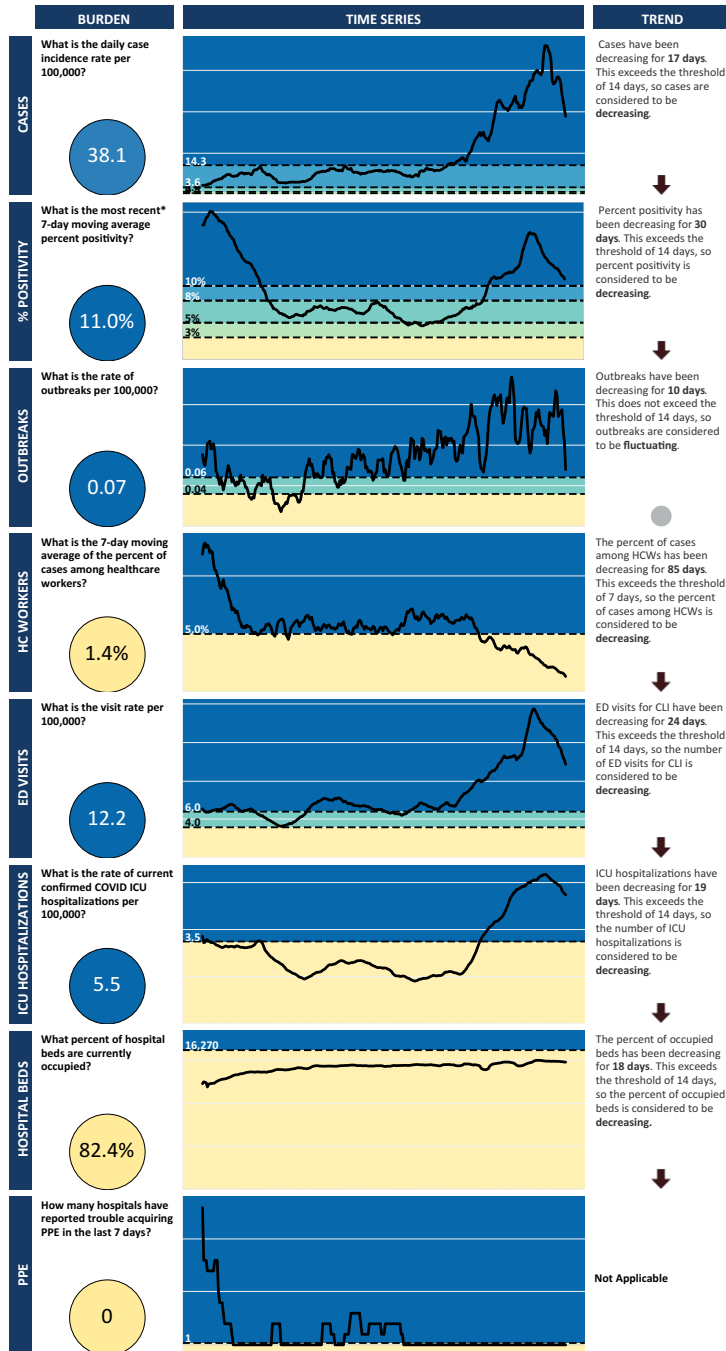 BURDEN
TIME SERIES
TREND
CASES
What is the daily case
incidence rate per
100,000?
38.1
14.3
3.6
Cases have been
decreasing for 17 days.
This exceeds the threshold
of 14 days, so cases are
considered to be
decreasing.
% POSITIVITY
What is the most recent*
7-day moving average
percent positivity?
11.0%
10%
8%
5%
3%
Percent positivity has
been decreasing for 30
days. This exceeds the
threshold of 14 days, so
percent positivity is
considered to be
decreasing.
OUTBREAKS
What is the rate of
outbreaks per 100,000?
0.07
0.06
0.04
Outbreaks have been
decreasing for 10 days.
This does not exceed the
threshold of 14 days, so
outbreaks are considered
to be fluctuating.
HC WORKERS
What is the 7-day moving
average of the percent of
cases among healthcare
workers?
1.4%
5.0%
The percent of cases
among HCWs has been
decreasing for 85 days.
This exceeds the threshold
of 7 days, so the percent
of cases among HCWs is
considered to be
decreasing.
ED VISITS
What is the visit rate per
100,000?
12.2
6.0
4.0
ED visits for CLI have been
decreasing for 24 days.
This exceeds the threshold
of 14 days, so the number
of ED visits for CLI is
considered to be
decreasing.
ICU HOSPITALIZATIONS
What is the rate of current
confirmed COVID ICU
hospitalizations per
100,000?
5.5
3.5
ICU hospitalizations have
been decreasing for 19
days. This exceeds the
threshold of 14 days, so
the number of ICU
hospitalizations is
considered to be
decreasing.
HOSPITAL BEDS
What percent of hospital
beds are currently
occupied?
82.4%
16,270
The percent of occupied
beds has been decreasing
for 18 days. This exceeds
the threshold of 14 days,
so the percent of occupied
beds is considered to be
decreasing.
PPE
How many hospitals have
reported trouble acquiring
PPE in the last 7 days?
0
1
Not Applicable